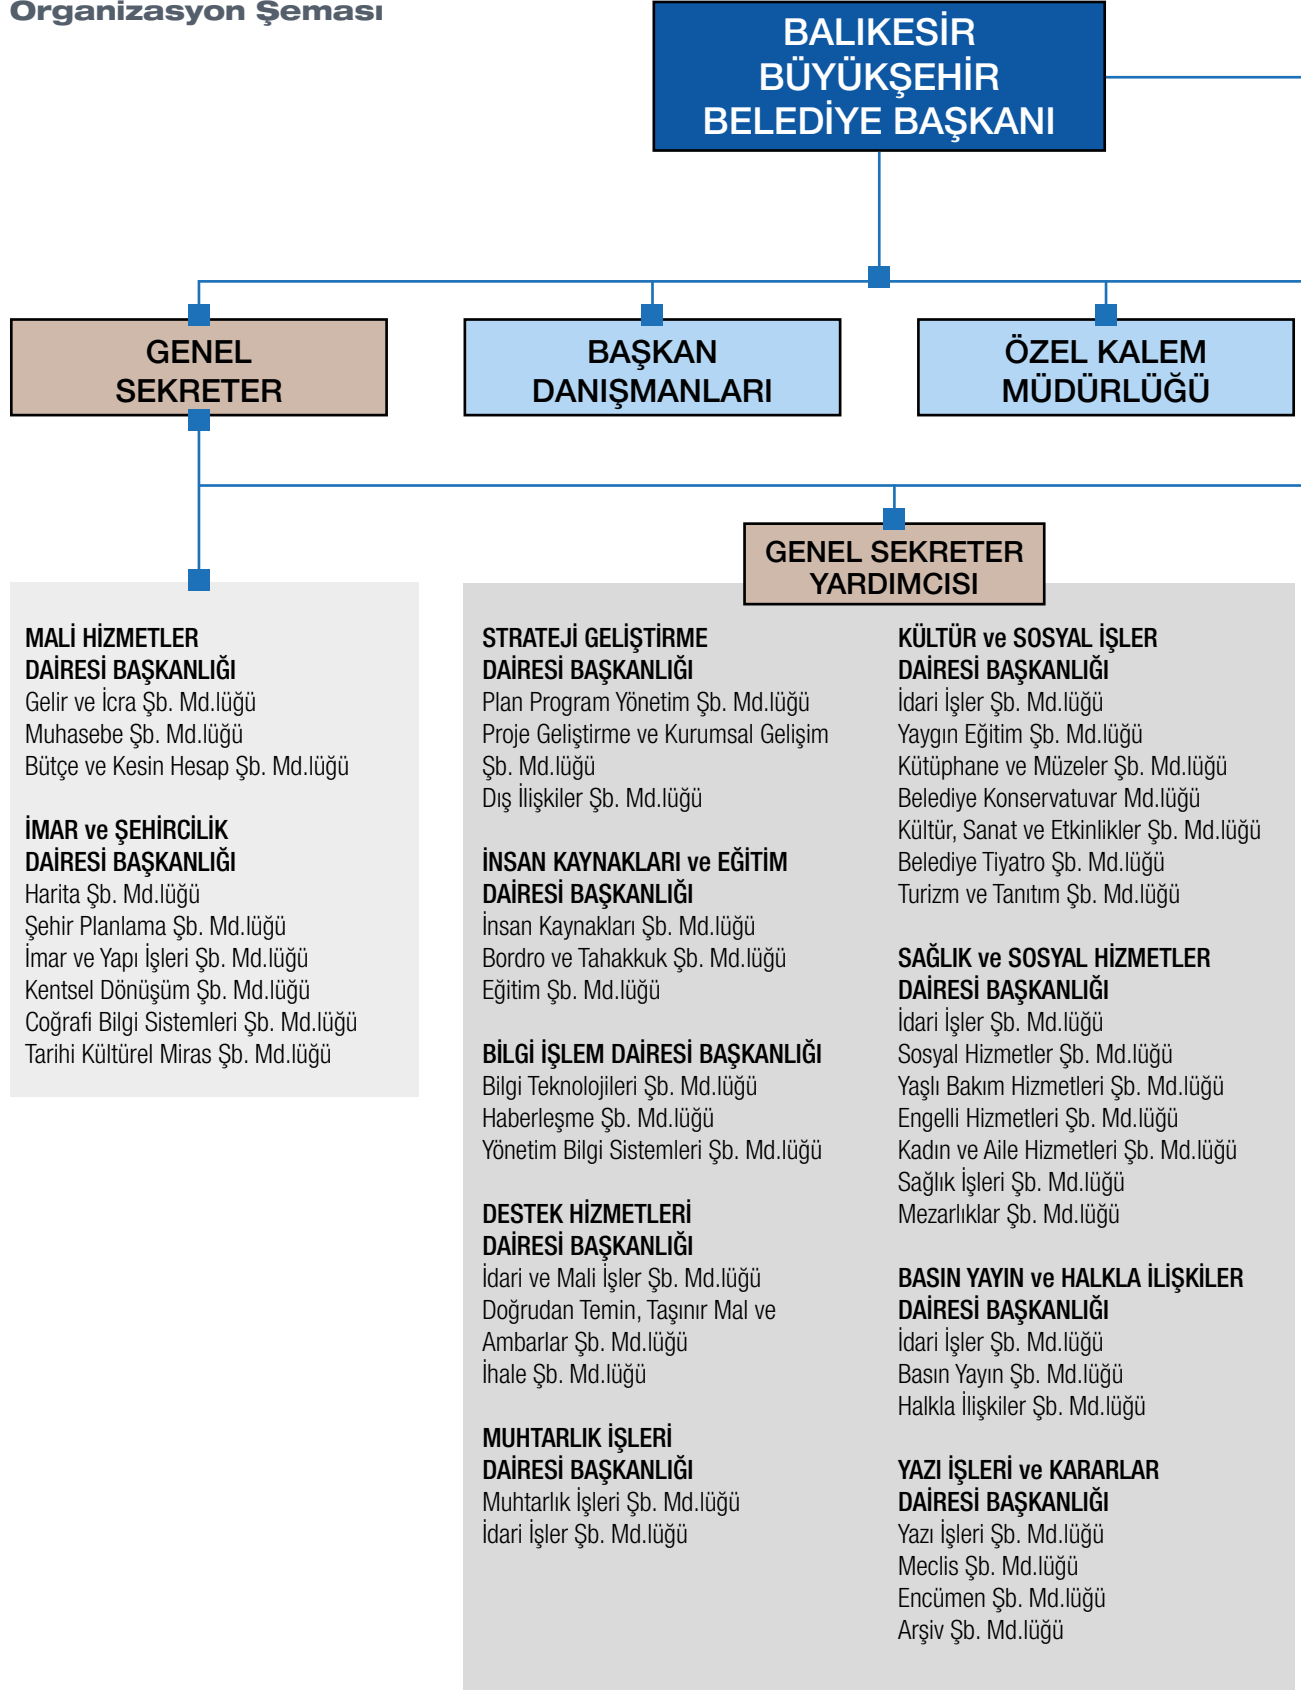 Organizasyon Şeması
BALIKESİR
BÜYÜKŞEHİR
BELEDİYE BAŞKANI
GENEL
SEKRETER
BAŞKAN
DANIŞMANLARI
ÖZEL KALEM
MÜDÜRLÜĞÜ
GENEL SEKRETER
YARDIMCISI
MALİ HİZMETLER
DAİRESİ BAŞKANLIĞI
Gelir ve İcra Şb. Md.lüğü
Muhasebe Şb. Md.lüğü
Bütçe ve Kesin Hesap Şb. Md.lüğü
İMAR ve ŞEHİRCİLİK
DAİRESİ BAŞKANLIĞI
Harita Şb. Md.lüğü
Şehir Planlama Şb. Md.lüğü
İmar ve Yapı İşleri Şb. Md.lüğü
Kentsel Dönüşüm Şb. Md.lüğü
Coğrafi Bilgi Sistemleri Şb. Md.lüğü
Tarihi Kültürel Miras Şb. Md.lüğü
STRATEJİ GELİŞTİRME
DAİRESİ BAŞKANLIĞI
Plan Program Yönetim Şb. Md.lüğü
Proje Geliştirme ve Kurumsal Gelişim
Şb. Md.lüğü
Dış İlişkiler Şb. Md.lüğü
İNSAN KAYNAKLARI ve EĞİTİM
DAİRESİ BAŞKANLIĞI
İnsan Kaynakları Şb. Md.lüğü
Bordro ve Tahakkuk Şb. Md.lüğü
Eğitim Şb. Md.lüğü
BİLGİ İŞLEM DAİRESİ BAŞKANLIĞI
Bilgi Teknolojileri Şb. Md.lüğü
Haberleşme Şb. Md.lüğü
Yönetim Bilgi Sistemleri Şb. Md.lüğü
DESTEK HİZMETLERİ
DAİRESİ BAŞKANLIĞI
İdari ve Mali İşler Şb. Md.lüğü
Doğrudan Temin, Taşınır Mal ve
Ambarlar Şb. Md.lüğü
İhale Şb. Md.lüğü
MUHTARLIK İŞLERİ
DAİRESİ BAŞKANLIĞI
Muhtarlık İşleri Şb. Md.lüğü
İdari İşler Şb. Md.lüğü
KÜLTÜR ve SOSYAL İŞLER
DAİRESİ BAŞKANLIĞI
İdari İşler Şb. Md.lüğü
Yaygın Eğitim Şb. Md.lüğü
Kütüphane ve Müzeler Şb. Md.lüğü
Belediye Konservatuvar Md.lüğü
Kültür, Sanat ve Etkinlikler Şb. Md.lüğü
Belediye Tiyatro Şb. Md.lüğü
Turizm ve Tanıtım Şb. Md.lüğü
SAĞLIK ve SOSYAL HİZMETLER
DAİRESİ BAŞKANLIĞI
İdari İşler Şb. Md.lüğü
Sosyal Hizmetler Şb. Md.lüğü
Yaşlı Bakım Hizmetleri Şb. Md.lüğü
Engelli Hizmetleri Şb. Md.lüğü
Kadın ve Aile Hizmetleri Şb. Md.lüğü
Sağlık İşleri Şb. Md.lüğü
Mezarlıklar Şb. Md.lüğü
BASIN YAYIN ve HALKLA İLİŞKİLER
DAİRESİ BAŞKANLIĞI
İdari İşler Şb. Md.lüğü
Basın Yayın Şb. Md.lüğü
Halkla İlişkiler Şb. Md.lüğü
YAZI İŞLERİ ve KARARLAR
DAİRESİ BAŞKANLIĞI
Yazı İşleri Şb. Md.lüğü
Meclis Şb. Md.lüğü
Encümen Şb. Md.lüğü
Arşiv Şb. Md.lüğü